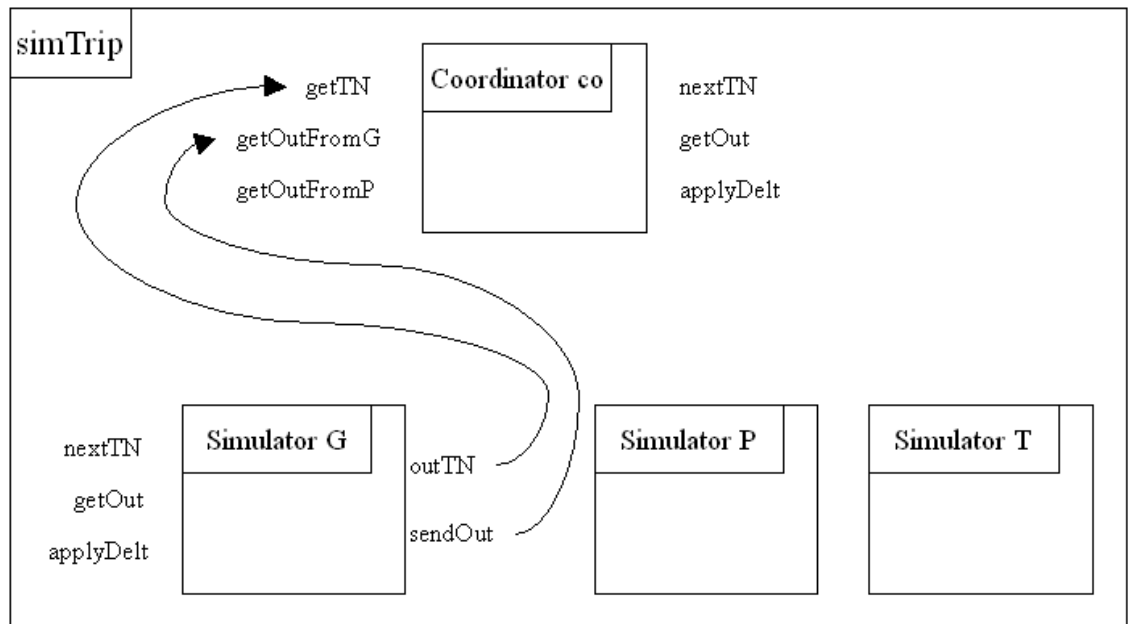 simTrip
getTN
Coordinator co
nextTN
getOutFromG
getOut
getOutFromP
applyDelt
nextTN
Simulator G
outTN
Simulator P
Simulator T
getOut
sendOut
applyDelt